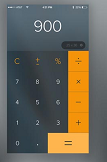 900
C % ÷
7 8 9 ×
4 5 6 −
1 2 3 +
0 . =